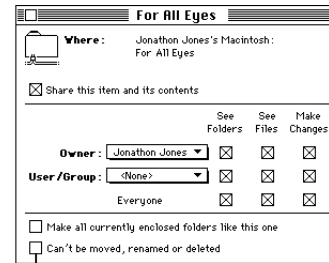 For All Eyes
Where: Jonathon Jones's Macintosh:
For All Eyes
Share this item and its contents
See See Make
Folders Files Changes
Owner: Jonathon Jones
User/Group: <None>
Everyone
Make all currently enclosed folders like this one
Can't be moved, renamed or deleted